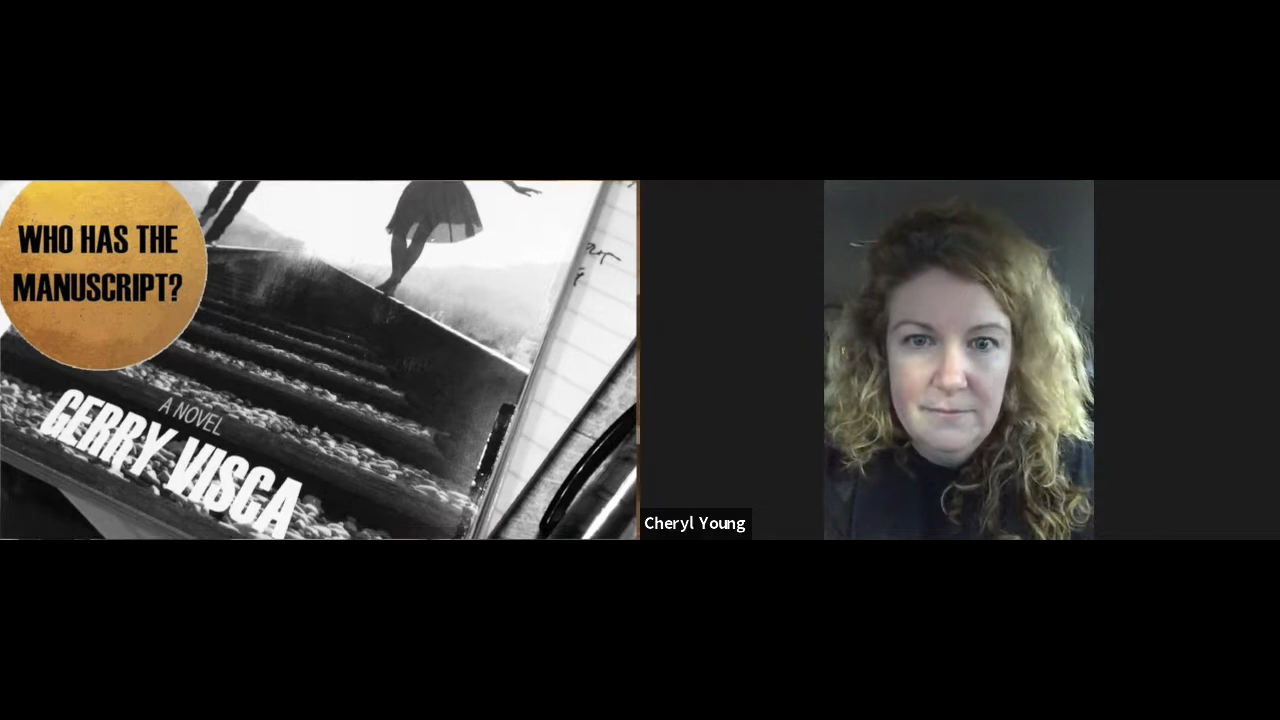 WHO HAS THE
MANUSCRIPT?
A NOVEL
GERRY VISCA
Cheryl Young